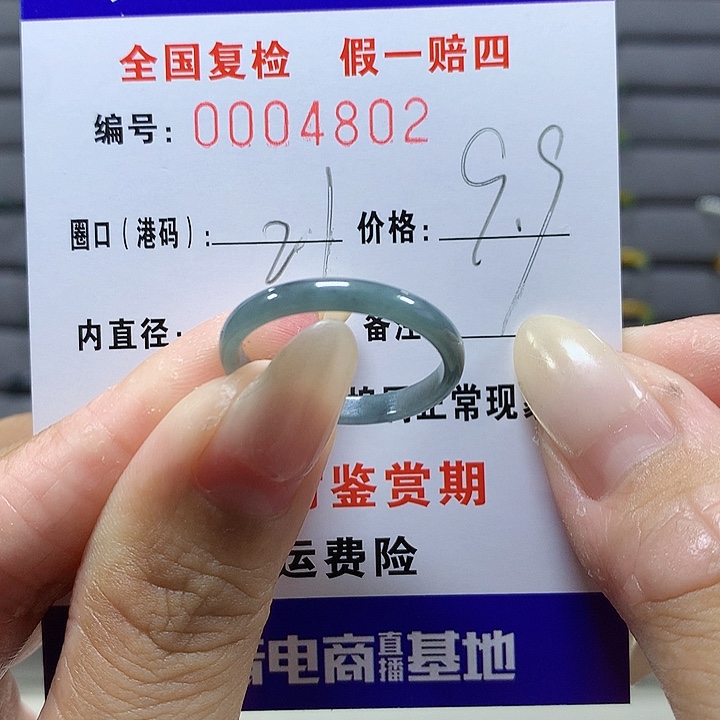 全国复检 假一赔四
编号: 0004802
圈口(港码): 21 价格: 9.9
内直径: 备注
正常现
鉴赏期
运费险
电商直播基地